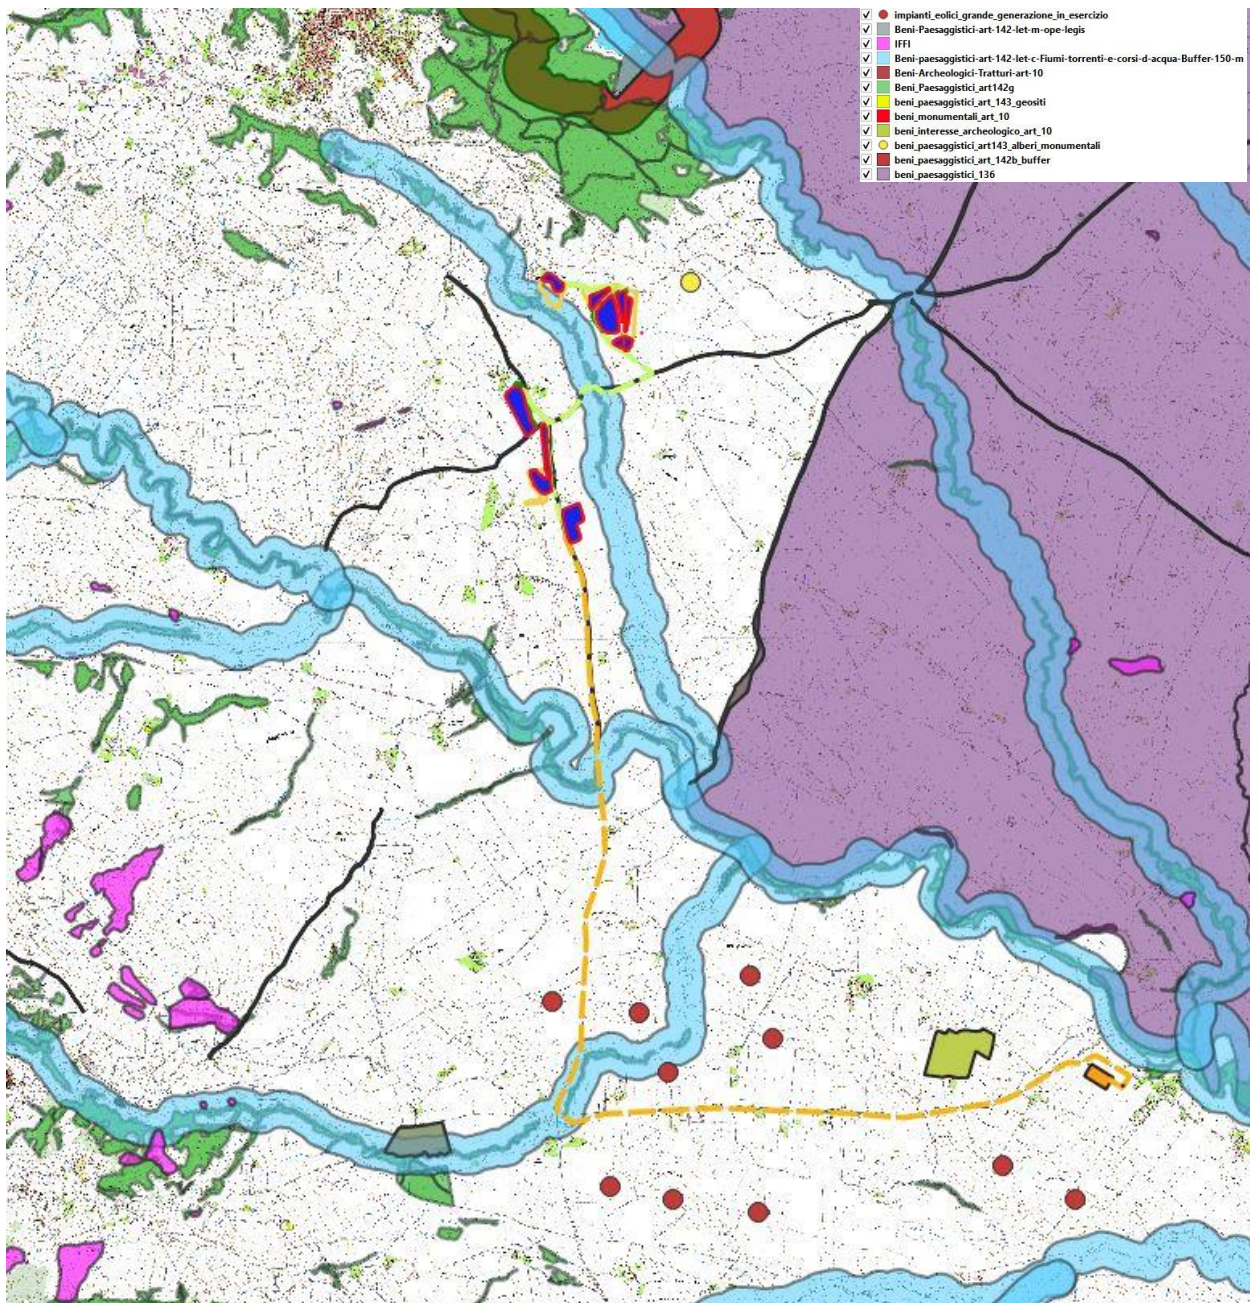 impianti_eolici_grande_generazione_in_esercizio
Beni-Paesaggistici-art-142-let-m-ope-legis
IFFI
Beni-paesaggistici-art-142-let-c-Fiumi-torrenti-e-corsi-d-acqua-Buffer-150-m
Beni-Archeologici-Tratturi-art-10
Beni_Paesaggistici_art142g
beni_paesaggistici_art_143_geositi
beni_monumentali_art_10
beni_interesse_archeologico_art_10
beni_paesaggistici_art143_alberi_monumentali
beni_paesaggistici_art_142b_buffer
beni_paesaggistici_136